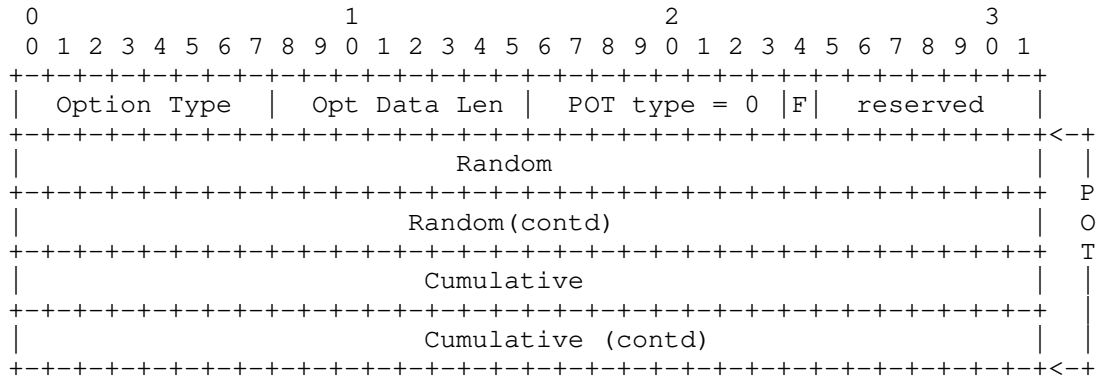 0                   1                   2                   3
 0 1 2 3 4 5 6 7 8 9 0 1 2 3 4 5 6 7 8 9 0 1 2 3 4 5 6 7 8 9 0 1
+-+-+-+-+-+-+-+-+-+-+-+-+-+-+-+-+-+-+-+-+-+-+-+-+-+-+-+-+-+-+-+-+
|  Option Type  |  Opt Data Len |  POT type = 0 |F|  reserved   |
+-+-+-+-+-+-+-+-+-+-+-+-+-+-+-+-+-+-+-+-+-+-+-+-+-+-+-+-+-+-+-+-+<-+
|                           Random                              |  |
+-+-+-+-+-+-+-+-+-+-+-+-+-+-+-+-+-+-+-+-+-+-+-+-+-+-+-+-+-+-+-+-+  P
|                        Random(contd)                          |  O
+-+-+-+-+-+-+-+-+-+-+-+-+-+-+-+-+-+-+-+-+-+-+-+-+-+-+-+-+-+-+-+-+  T
|                         Cumulative                            |  |
+-+-+-+-+-+-+-+-+-+-+-+-+-+-+-+-+-+-+-+-+-+-+-+-+-+-+-+-+-+-+-+-+  |
|                         Cumulative (contd)                    |  |
+-+-+-+-+-+-+-+-+-+-+-+-+-+-+-+-+-+-+-+-+-+-+-+-+-+-+-+-+-+-+-+-+<-+